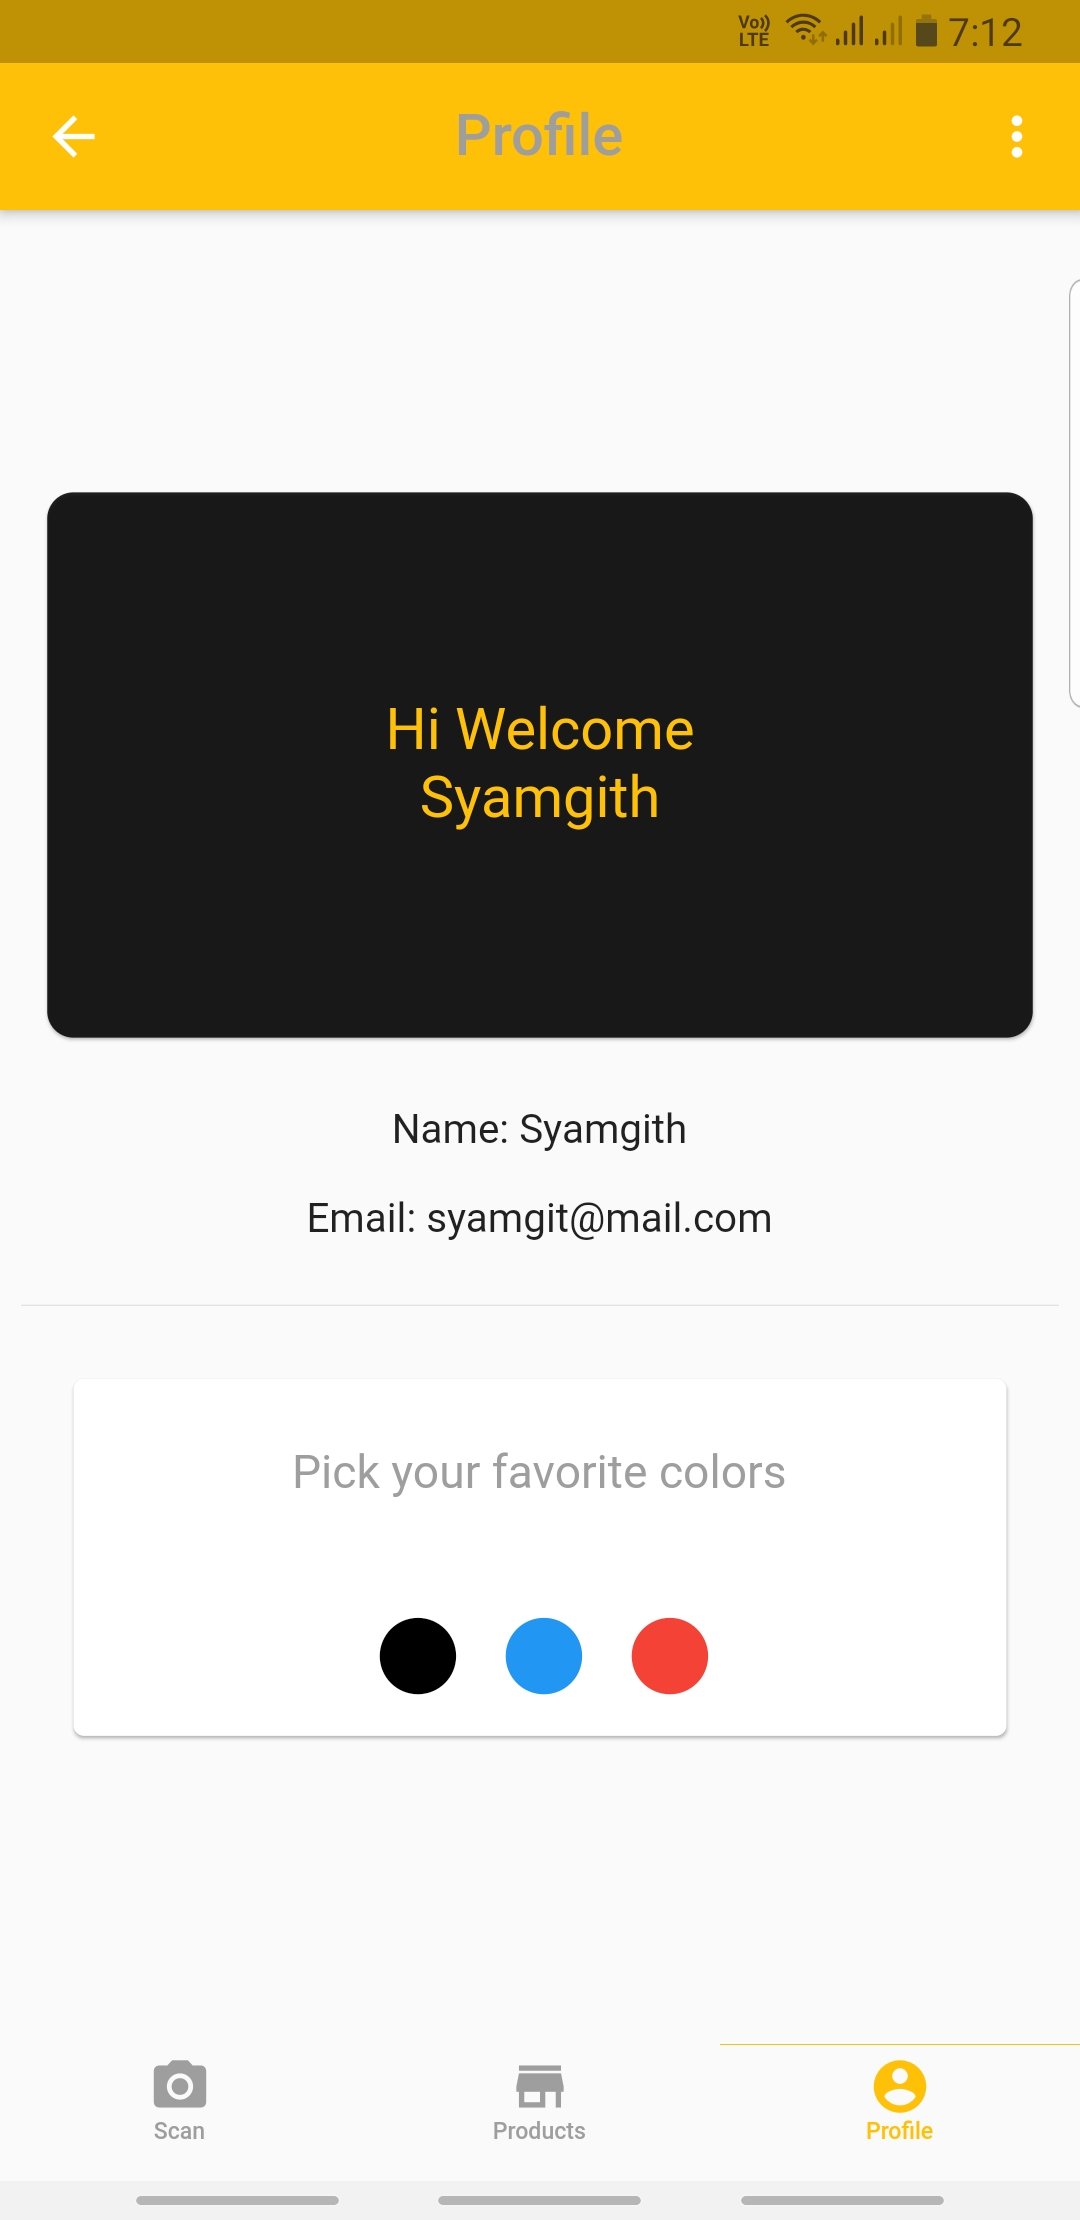 Vo)) LTE 7:12
Profile
Hi Welcome
Syamgith
Name: Syamgith
Email: syamgit@mail.com
Pick your favorite colors
Scan
Products
Profile